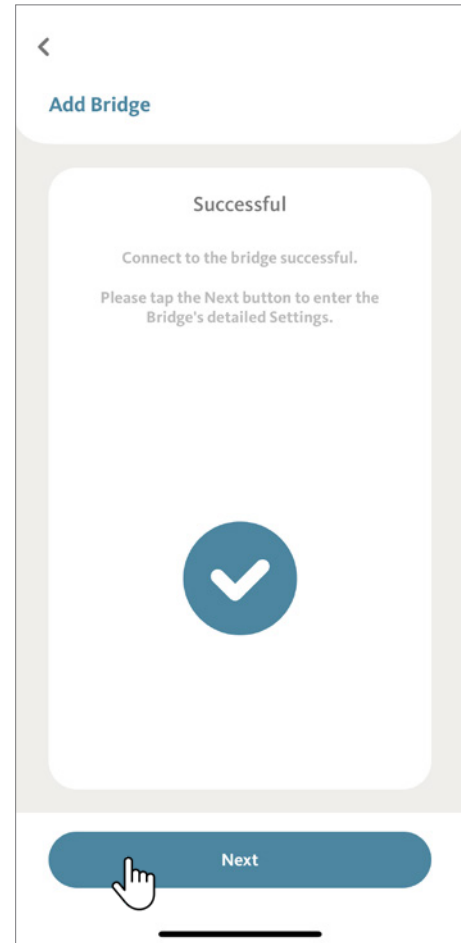 Add Bridge
Successful
Connect to the bridge successful.
Please tap the Next button to enter the
Bridge's detailed Settings.
Next